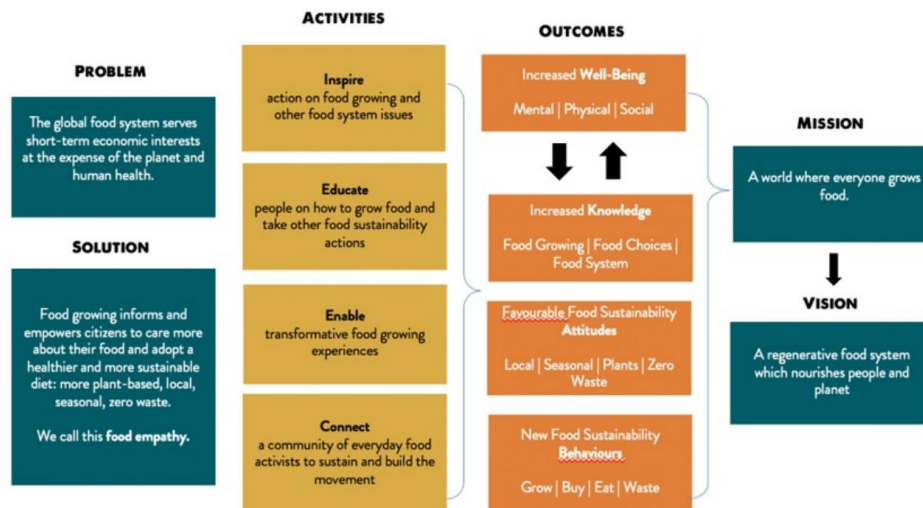 PROBLEM
The global food system serves
short-term economic interests
at the expense of the planet and
human health.
SOLUTION
Food growing informs and
empowers citizens to care more
about their food and adopt a
healthier and more sustainable
diet: more plant-based, local,
seasonal, zero waste.
We call this food empathy.
ACTIVITIES
Inspire
action on food growing and
other food system issues
Educate
people on how to grow food and
take other food sustainability
actions
Enable
transformative food growing
experiences
Connect
a community of everyday food
activists to sustain and build the
movement
OUTCOMES
Increased Well-Being
Mental | Physical | Social
Increased Knowledge
Food Growing | Food Choices |
Food System
Favourable Food Sustainability
Attitudes
Local | Seasonal | Plants | Zero
Waste
New Food Sustainability
Behaviours
Grow | Buy | Eat | Waste
MISSION
A world where everyone grows
food.
VISION
A regenerative food system
which nourishes people and
planet